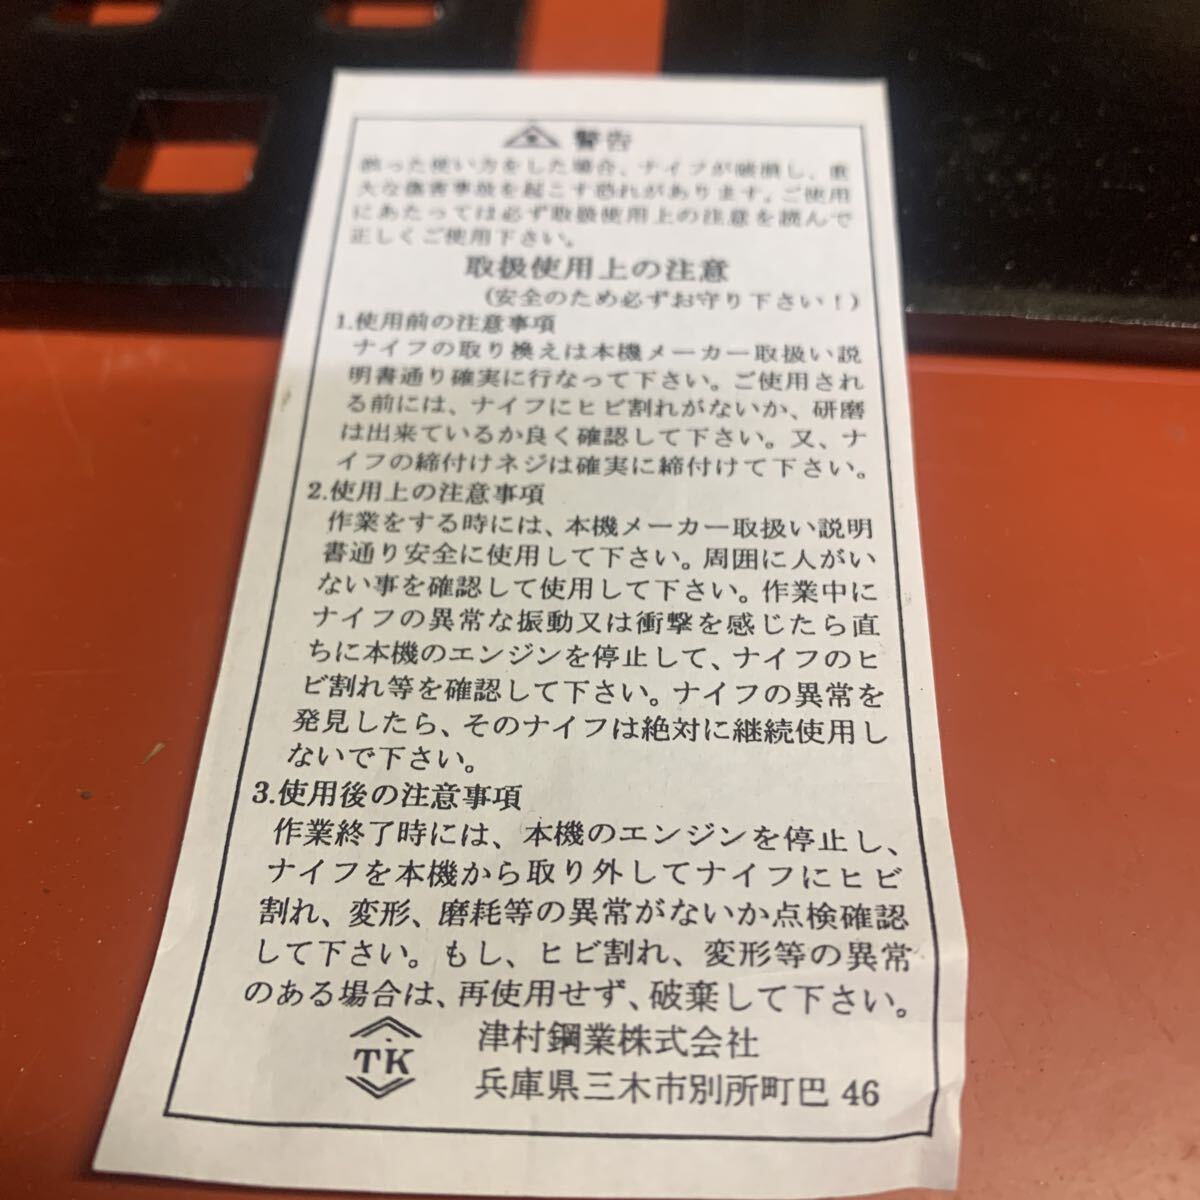 警告
誤った使い方をした場合、ナイフが破損し、重
大な傷害事故を起こす恐れがあります。ご使用
にあたっては必ず取扱使用上の注意を読んで
正しくご使用下さい。
取扱使用上の注意
(安全のため必ずお守り下さい！)
1.使用前の注意事項
ナイフの取り換えは本機メーカー取扱い説
明書通り確実に行なって下さい。ご使用され
る前には、ナイフにヒビ割れがないか、研磨
は出来ているか良く確認して下さい。又、ナ
イフの締付けネジは確実に締付けて下さい。
2.使用上の注意事項
作業をする時には、本機メーカー取扱い説明
書通り安全に使用して下さい。周囲に人がい
ない事を確認して使用して下さい。作業中に
ナイフの異常な振動又は衝撃を感じたら直
ちに本機のエンジンを停止して、ナイフのヒ
ビ割れ等を確認して下さい。ナイフの異常を
発見したら、そのナイフは絶対に継続使用し
ないで下さい。
3.使用後の注意事項
作業終了時には、本機のエンジンを停止し、
ナイフを本機から取り外してナイフにヒビ
割れ、変形、磨耗等の異常がないか点検確認
して下さい。もし、ヒビ割れ、変形等の異常
のある場合は、再使用せず、破棄して下さい。
TK
津村鋼業株式会社
兵庫県三木市別所町巴 46